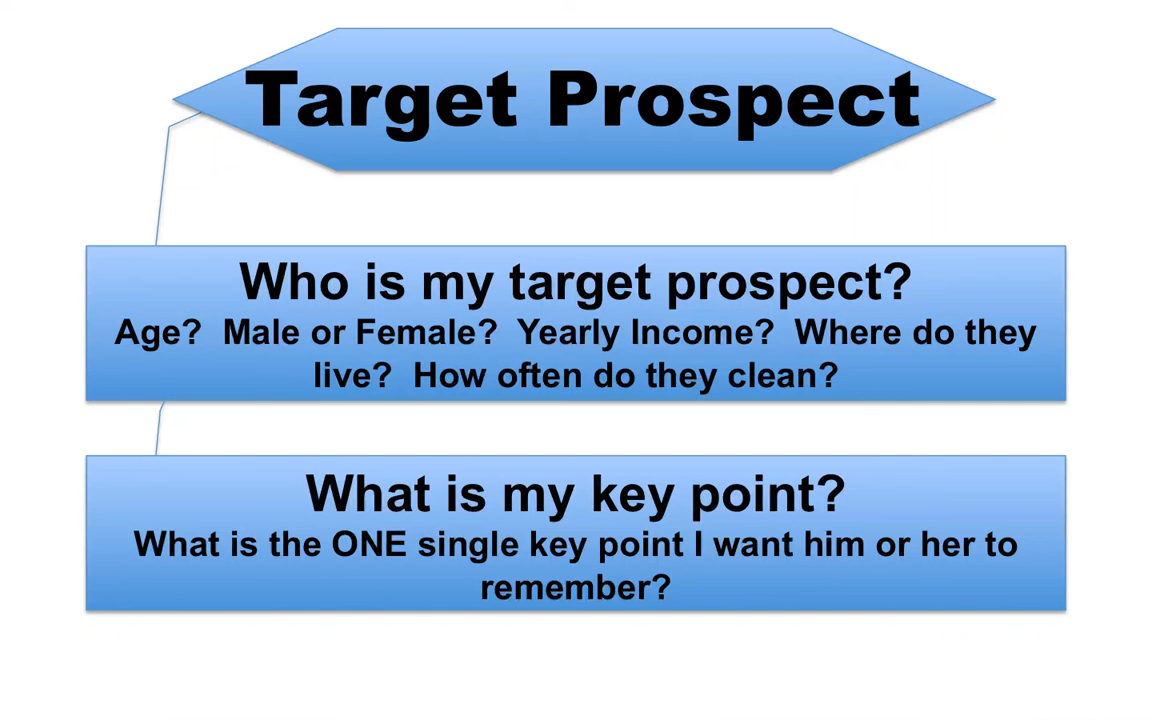 Target Prospect
Who is my target prospect?
Age?  Male or Female?  Yearly Income?  Where do they
live?  How often do they clean?
What is my key point?
What is the ONE single key point I want him or her to
remember?